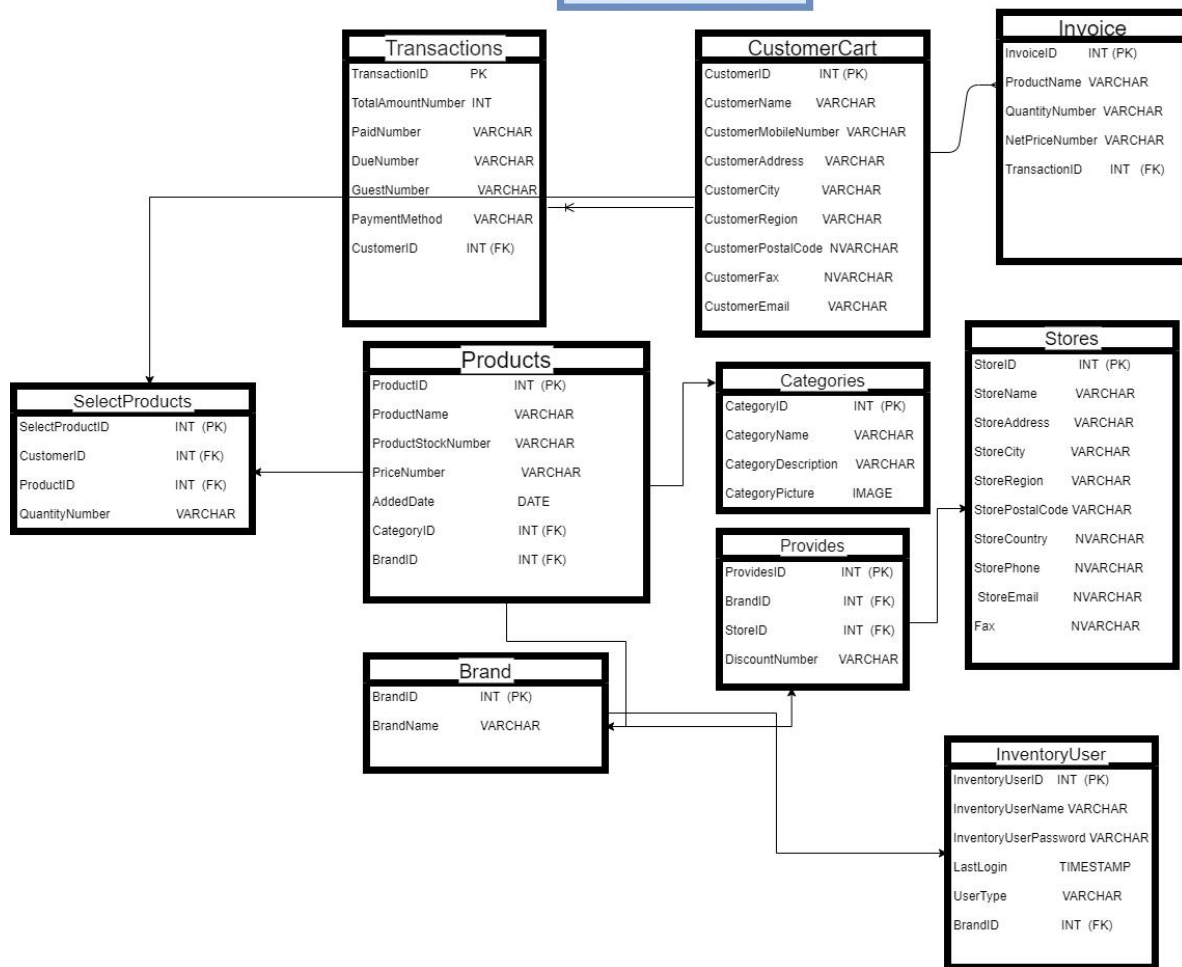 Transactions
TransactionID PK
TotalAmountNumber INT
PaidNumber VARCHAR
DueNumber VARCHAR
GuestNumber VARCHAR
PaymentMethod VARCHAR
CustomerID INT (FK)
CustomerCart
CustomerID INT (PK)
CustomerName VARCHAR
CustomerMobileNumber VARCHAR
CustomerAddress VARCHAR
CustomerCity VARCHAR
CustomerRegion VARCHAR
CustomerPostalCode NVARCHAR
CustomerFax NVARCHAR
CustomerEmail VARCHAR
Invoice
InvoiceID INT (PK)
ProductName VARCHAR
QuantityNumber VARCHAR
NetPriceNumber VARCHAR
TransactionID INT (FK)
SelectProducts
SelectProductID INT (PK)
CustomerID INT (FK)
ProductID INT (FK)
QuantityNumber VARCHAR
Products
ProductID INT (PK)
ProductName VARCHAR
ProductStockNumber VARCHAR
PriceNumber VARCHAR
AddedDate DATE
CategoryID INT (FK)
BrandID INT (FK)
Categories
CategoryID INT (PK)
CategoryName VARCHAR
CategoryDescription VARCHAR
CategoryPicture IMAGE
Stores
StoreID INT (PK)
StoreName VARCHAR
StoreAddress VARCHAR
StoreCity VARCHAR
StoreRegion VARCHAR
StorePostalCode VARCHAR
StoreCountry NVARCHAR
StorePhone NVARCHAR
StoreEmail NVARCHAR
Fax NVARCHAR
Provides
ProvidesID INT (PK)
BrandID INT (FK)
StoreID INT (FK)
DiscountNumber VARCHAR
Brand
BrandID INT (PK)
BrandName VARCHAR
InventoryUser
InventoryUserID INT (PK)
InventoryUserName VARCHAR
InventoryUserPassword VARCHAR
LastLogin TIMESTAMP
UserType VARCHAR
BrandID INT (FK)